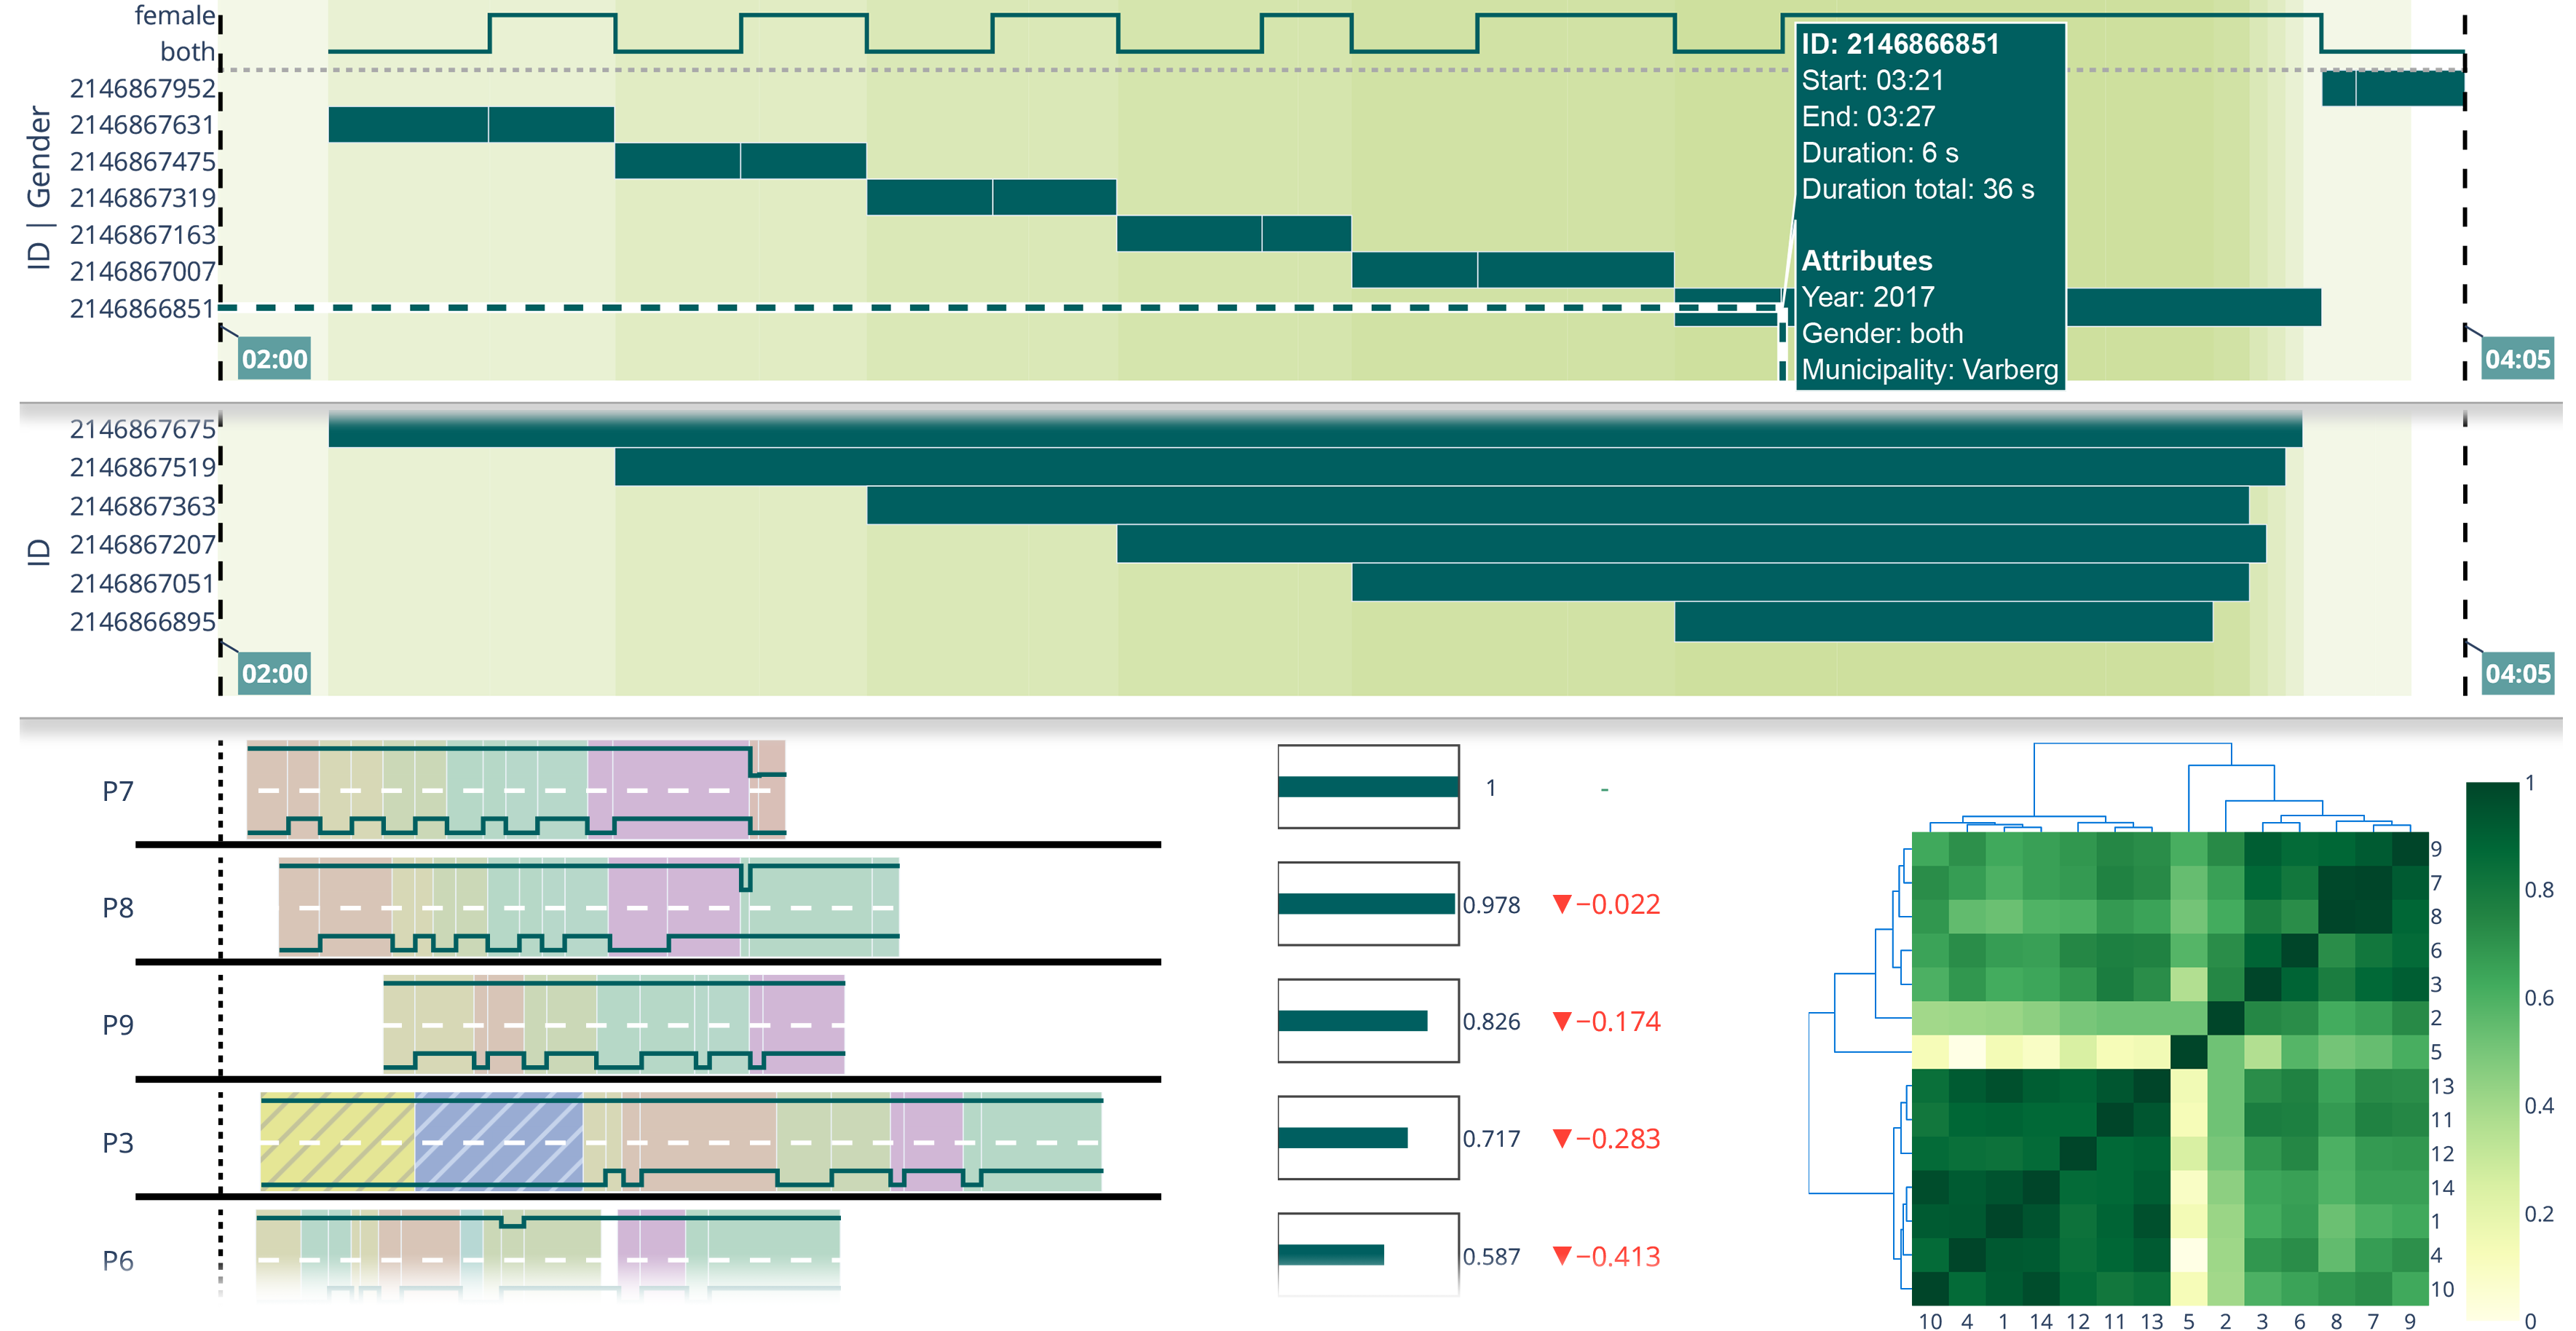 female
both
ID | Gender
2146867952
2146867631
2146867475
2146867319
2146867163
2146867007
2146866851
ID: 2146866851
Start: 03:21
End: 03:27
Duration: 6 s
Duration total: 36 s
Attributes
Year: 2017
Gender: both
Municipality: Varberg
02:00
04:05
ID
2146867675
2146867519
2146867363
2146867207
2146867051
2146866895
02:00
04:05
P7
1
-
P8
0.978
▼−0.022
P9
0.826
▼−0.174
P3
0.717
▼−0.283
P6
0.587
▼−0.413
9
7
8
6
3
2
5
13
11
12
14
1
4
10
10 4 1 14 12 11 13 5 2 3 6 8 7 9
1
0.8
0.6
0.4
0.2
0